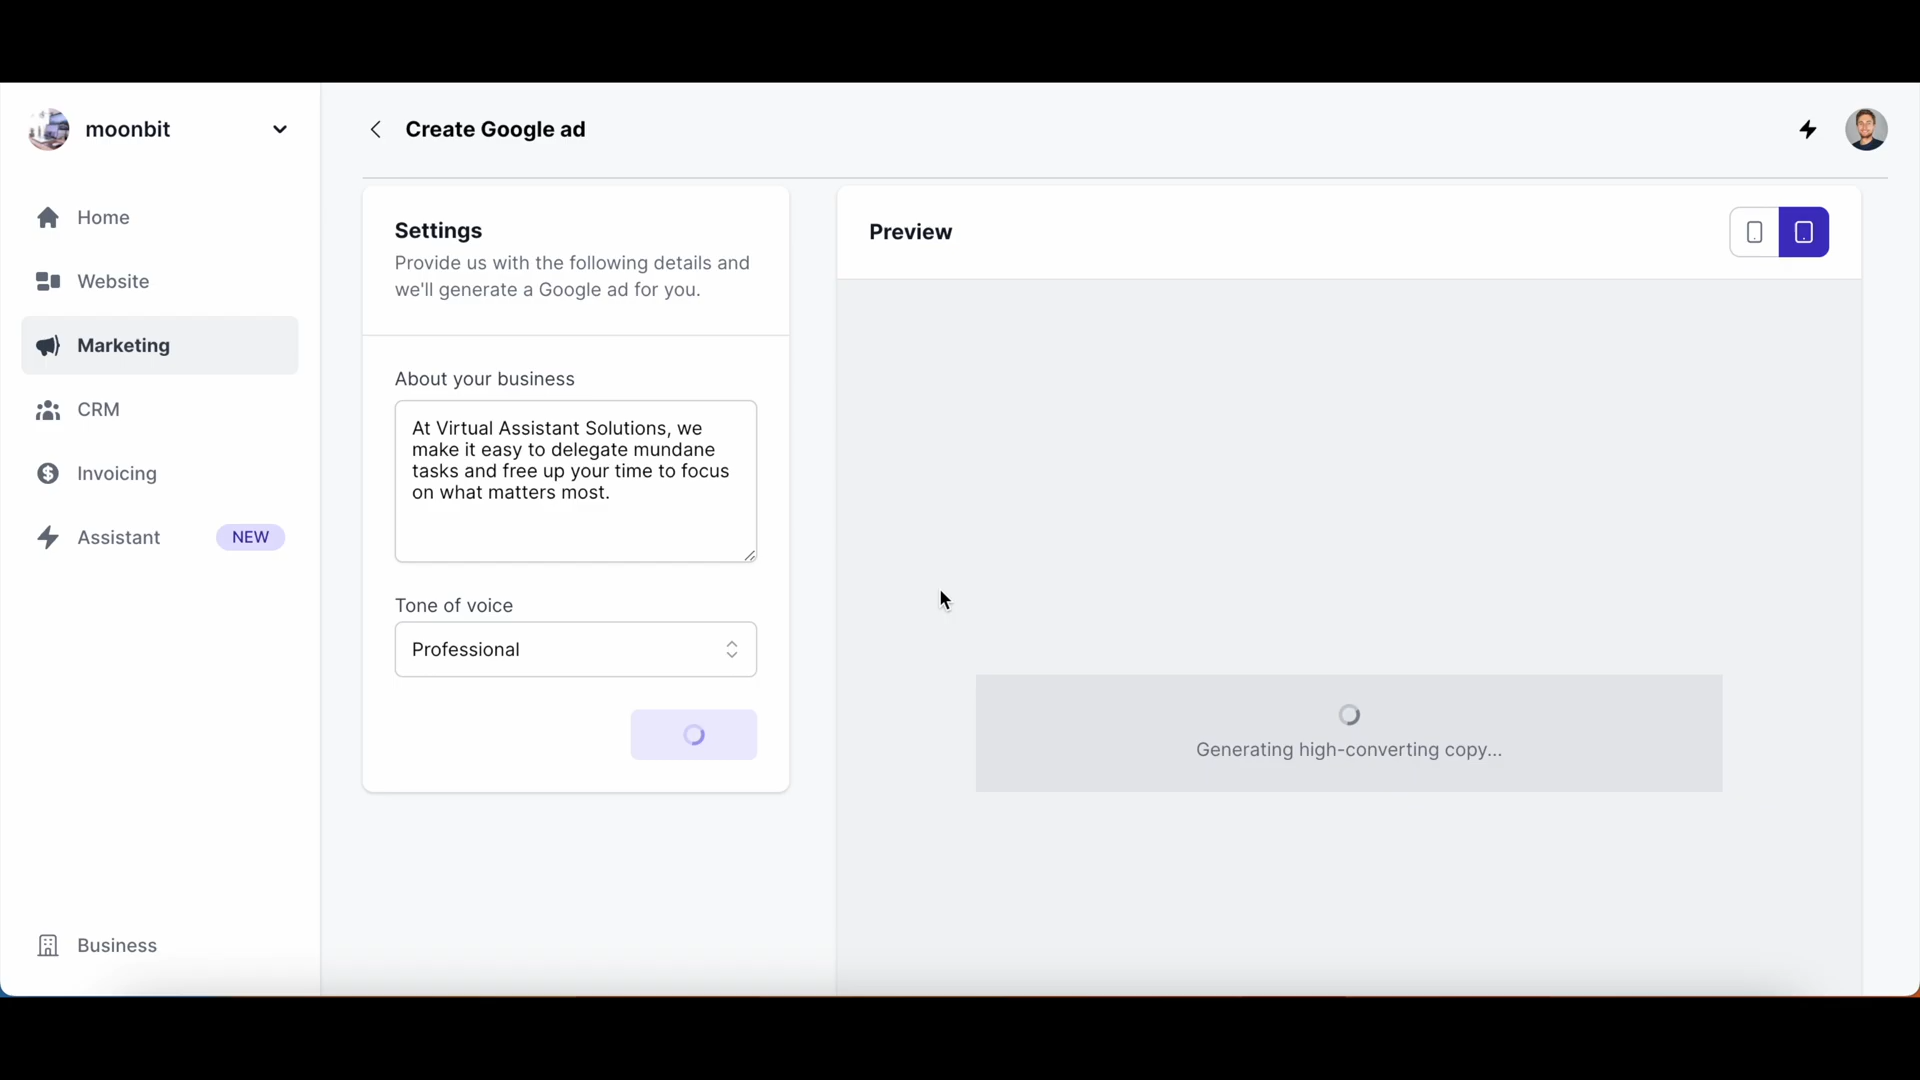 moonbit
Home
Website
Marketing
CRM
Invoicing
Assistant NEW
Business
Create Google ad
Settings
Provide us with the following details and
we'll generate a Google ad for you.
About your business
At Virtual Assistant Solutions, we
make it easy to delegate mundane
tasks and free up your time to focus
on what matters most.
Tone of voice
Professional
Preview
Generating high-converting copy...